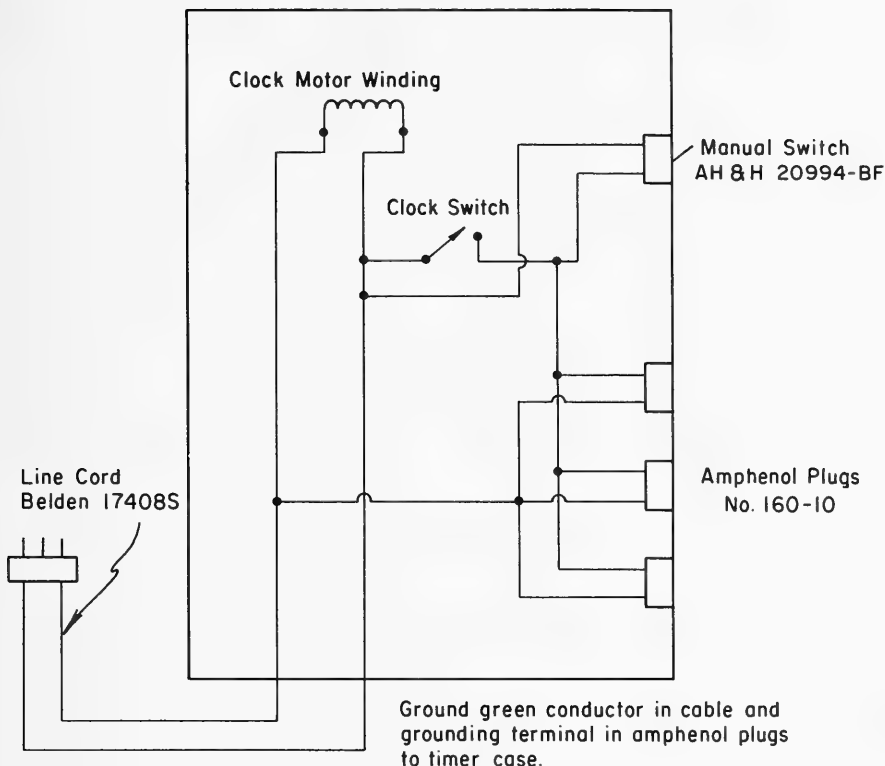 Clock Motor Winding
Manual Switch
AH & H 20994-BF
Clock Switch
Line Cord
Belden 17408S
Amphenol Plugs
No. 160-10
Ground green conductor in cable and
grounding terminal in amphenol plugs
to timer case.